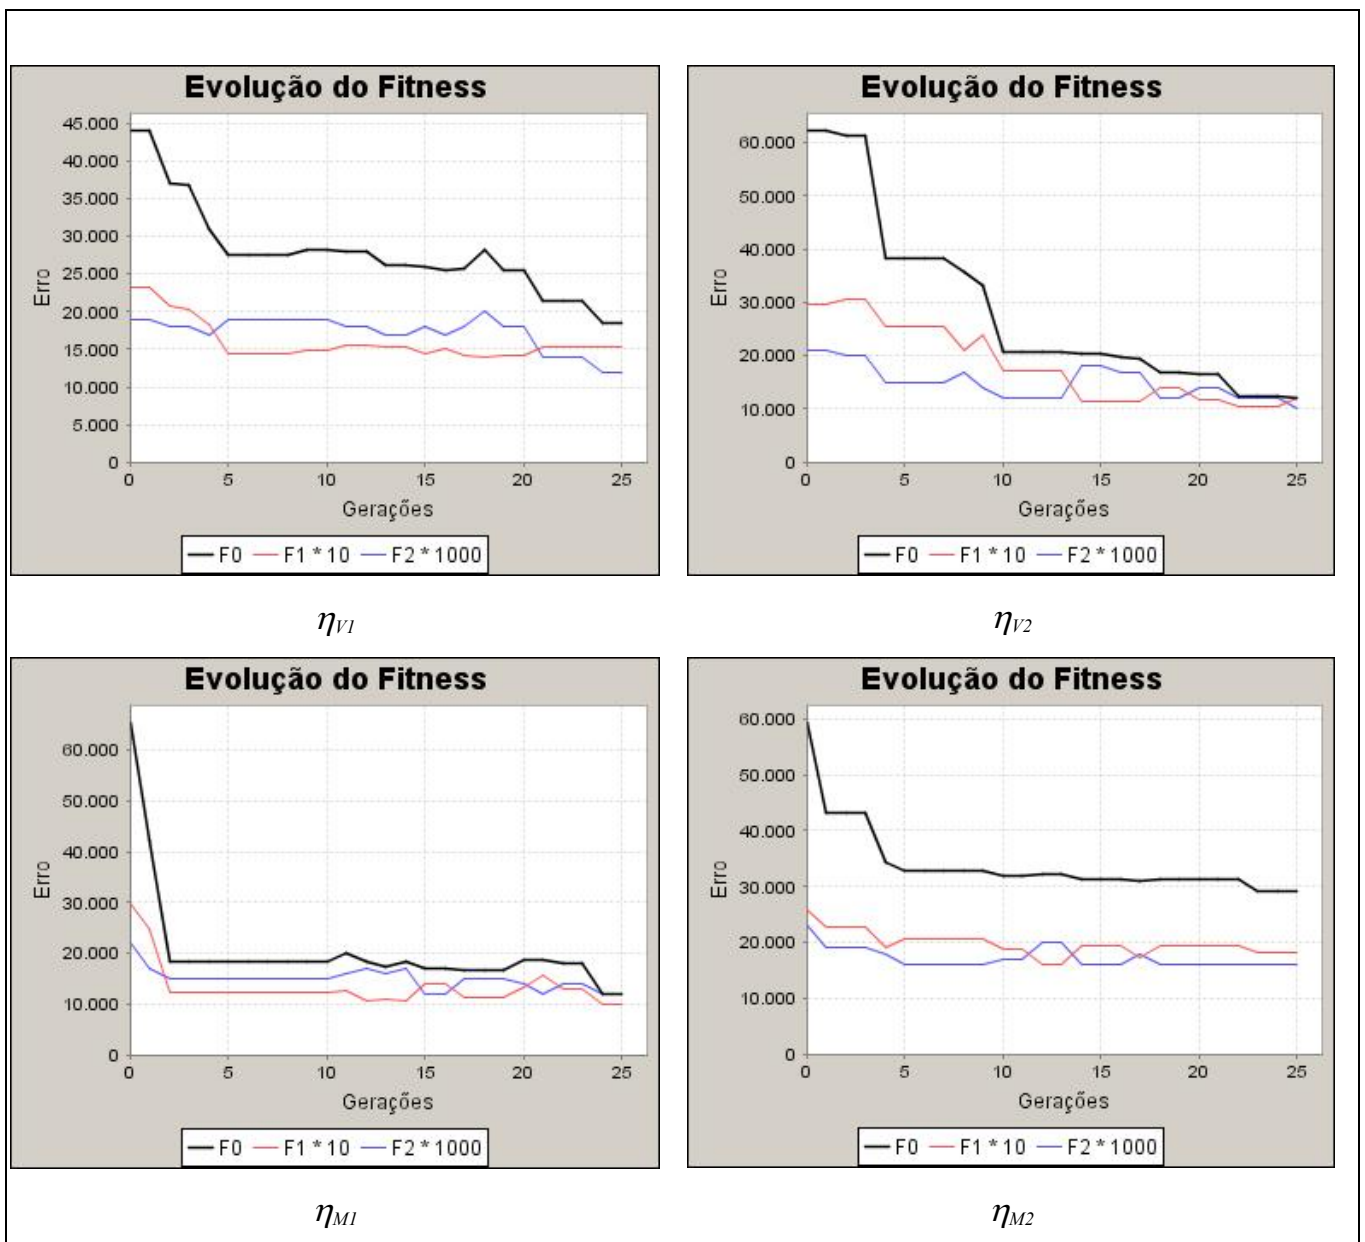 Evolução do Fitness
45.000
40.000
35.000
30.000
25.000
20.000
15.000
10.000
5.000
0
Erro
0 5 10 15 20 25
Gerações
F0 F1 * 10 F2 * 1000
ηV1
Evolução do Fitness
60.000
50.000
40.000
30.000
20.000
10.000
0
Erro
0 5 10 15 20 25
Gerações
F0 F1 * 10 F2 * 1000
ηV2
Evolução do Fitness
60.000
50.000
40.000
30.000
20.000
10.000
0
Erro
0 5 10 15 20 25
Gerações
F0 F1 * 10 F2 * 1000
ηM1
Evolução do Fitness
60.000
50.000
40.000
30.000
20.000
10.000
0
Erro
0 5 10 15 20 25
Gerações
F0 F1 * 10 F2 * 1000
ηM2